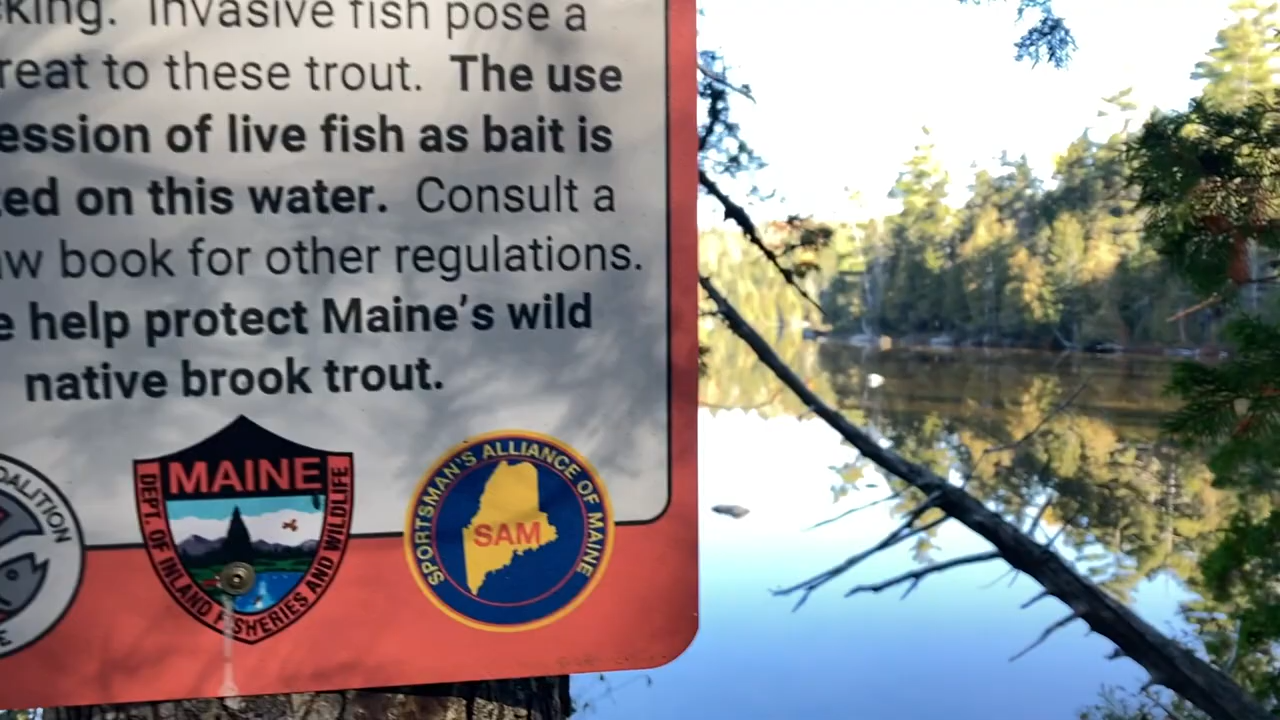 king. Invasive fish pose a
reat to these trout. The use
ession of live fish as bait is
ed on this water. Consult a
aw book for other regulations.
e help protect Maine's wild
native brook trout.
OALITION
E
MAINE
DEPT. OF INLAND FISHERIES AND WILDLIFE
SPORTSMAN'S ALLIANCE OF MAINE
SAM